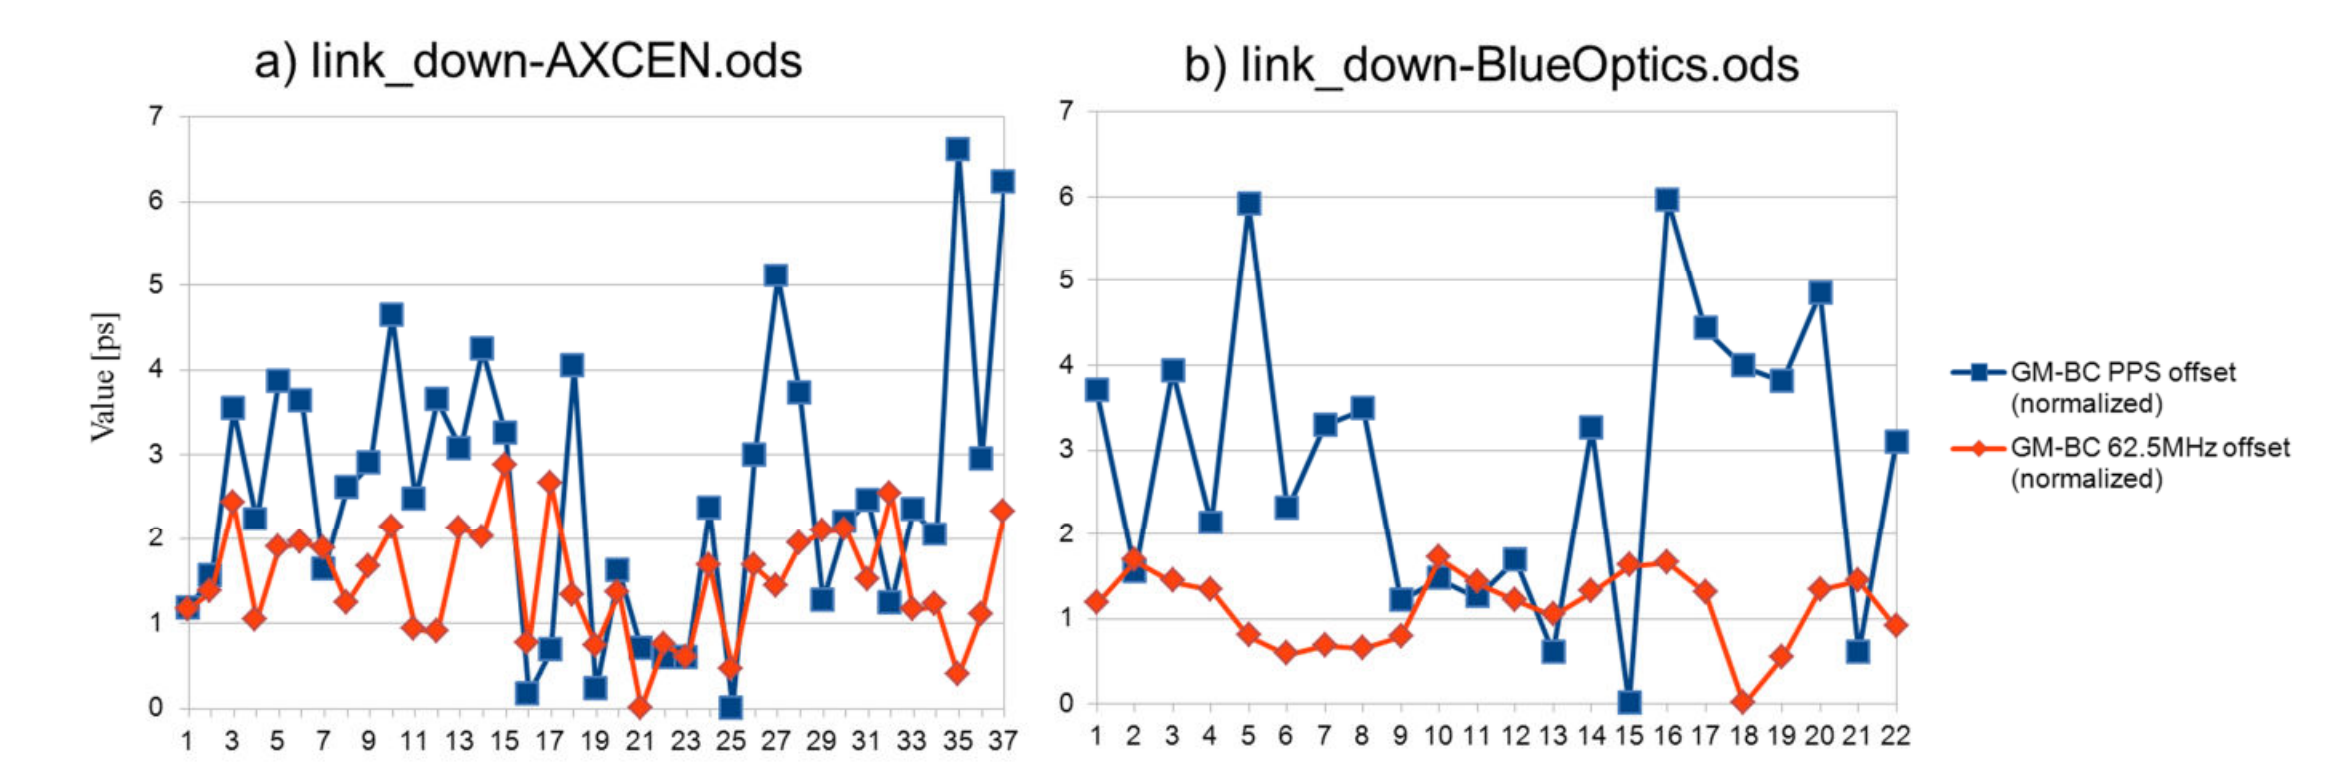 a) link_down-AXCEN.ods
7
6
5
4
3
2
1
0
Value [ps]
1 3 5 7 9 11 13 15 17 19 21 23 25 27 29 31 33 35 37
b) link_down-BlueOptics.ods
7
6
5
4
3
2
1
0
1 2 3 4 5 6 7 8 9 10 11 12 13 14 15 16 17 18 19 20 21 22
GM-BC PPS offset
(normalized)
GM-BC 62.5MHz offset
(normalized)